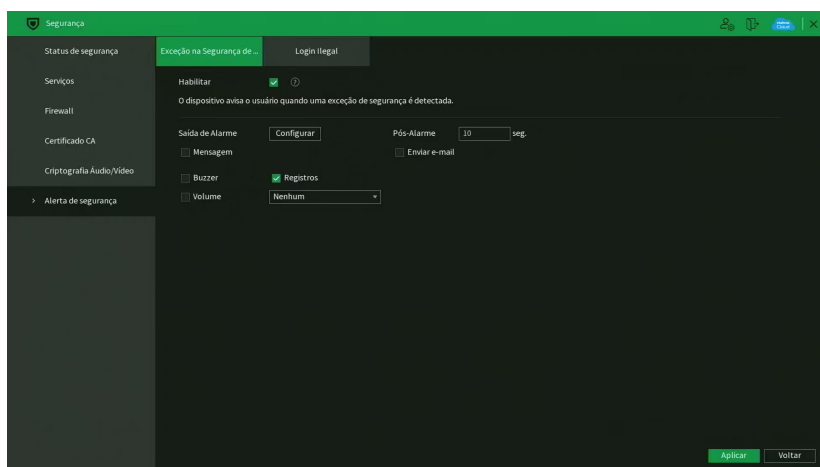 Segurança
Status de segurança
Serviços
Firewall
Certificado CA
Criptografia Áudio/Vídeo
> Alerta de segurança
Exceção na Segurança de ...
Login Ilegal
Habilitar
O dispositivo avisa o usuário quando uma exceção de segurança é detectada.
Saída de Alarme Configurar Pós-Alarme 10 seg.
Mensagem Enviar e-mail
Buzzer Registros
Volume Nenhum
Aplicar Voltar